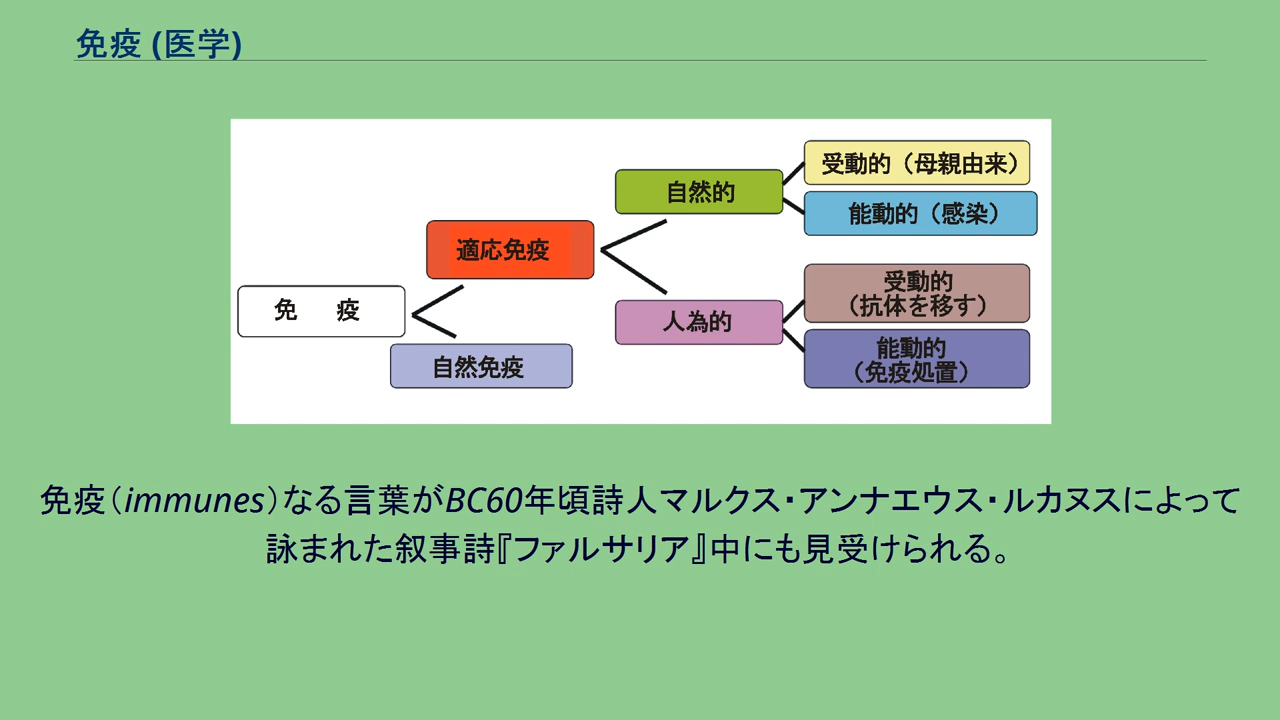 免疫 (医学)
免　疫
適応免疫
自然免疫
自然的
人為的
受動的（母親由来）
能動的（感染）
受動的
（抗体を移す）
能動的
（免疫処置）
免疫（immunes）なる言葉がBC60年頃詩人マルクス・アンナエウス・ルカヌスによって
詠まれた叙事詩『ファルサリア』中にも見受けられる。